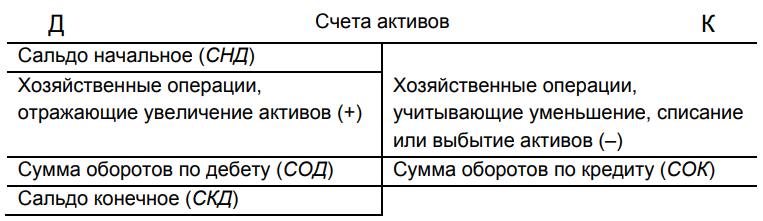 Д Счета активов К
Сальдо начальное (СНД)
Хозяйственные операции,
отражающие увеличение активов (+)
Хозяйственные операции,
учитывающие уменьшение, списание
или выбытие активов (–)
Сумма оборотов по дебету (СОД)
Сумма оборотов по кредиту (СОК)
Сальдо конечное (СКД)